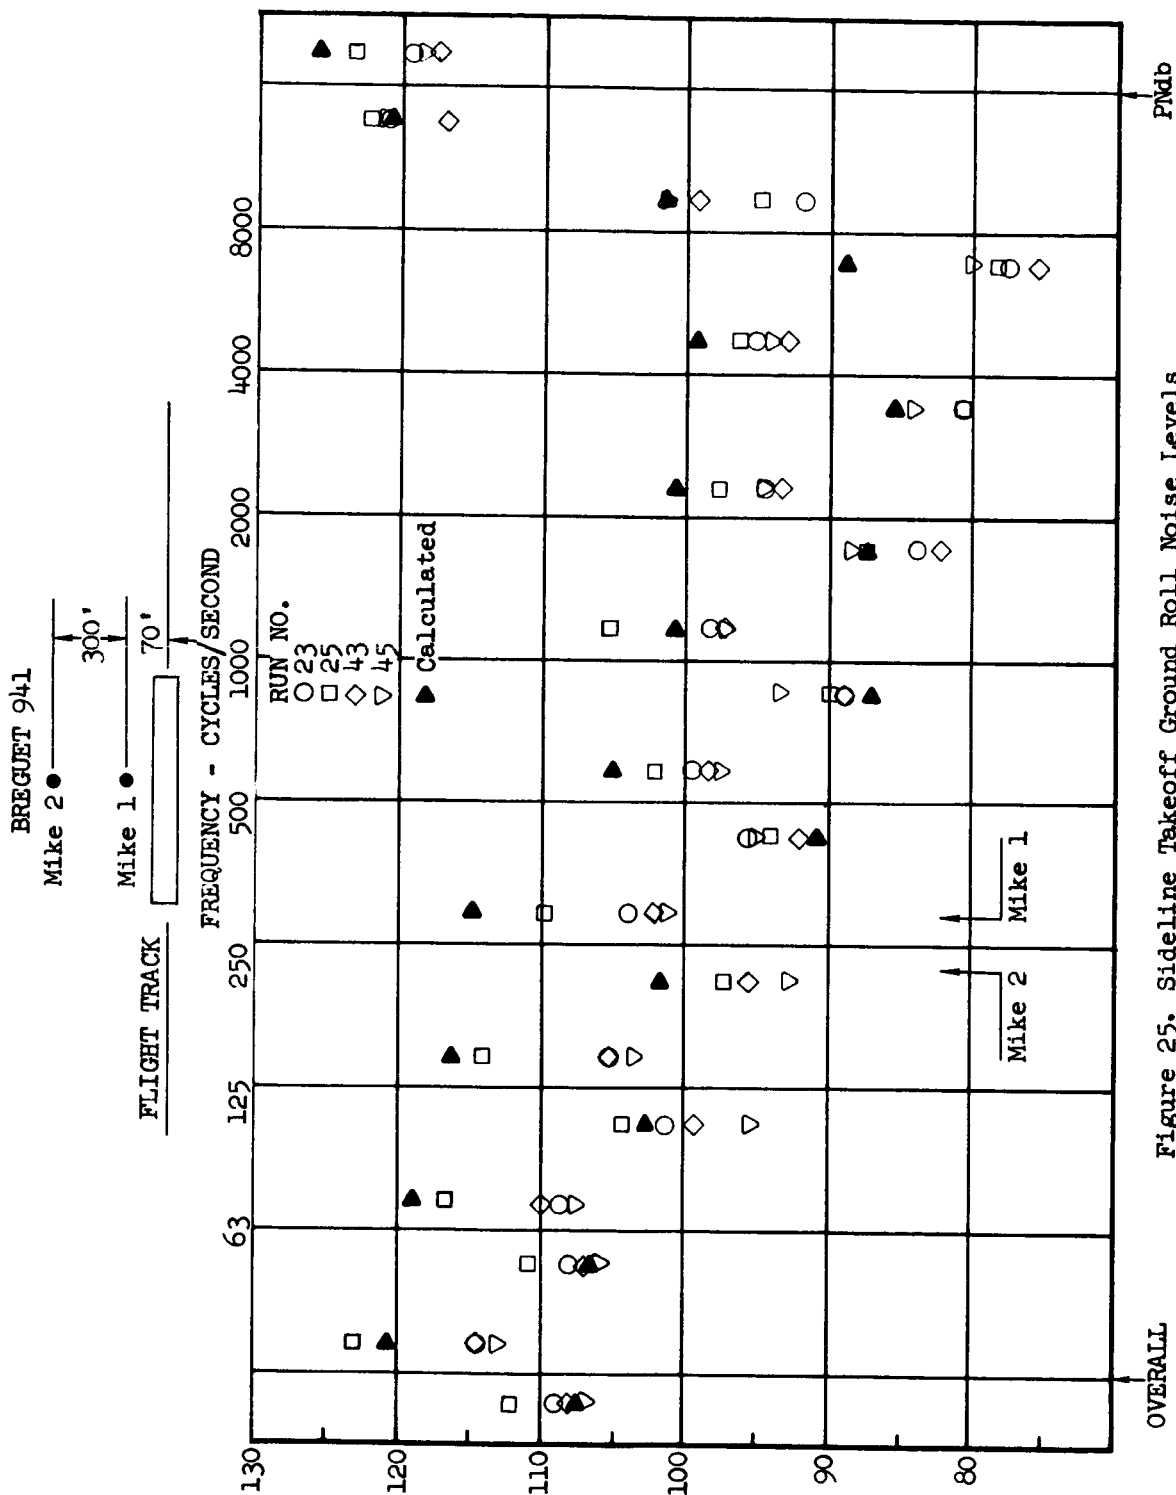 BREGUET 941
Mike 2
300'
Mike 1
70'
FLIGHT TRACK
FREQUENCY - CYCLES/SECOND
63
125
250
500
1000
2000
4000
8000
RUN NO.
23
25
43
45
Calculated
130
120
110
100
90
80
Mike 2
Mike 1
OVERALL
PNdb
Figure 25. Sideline Takeoff Ground Roll Noise Levels